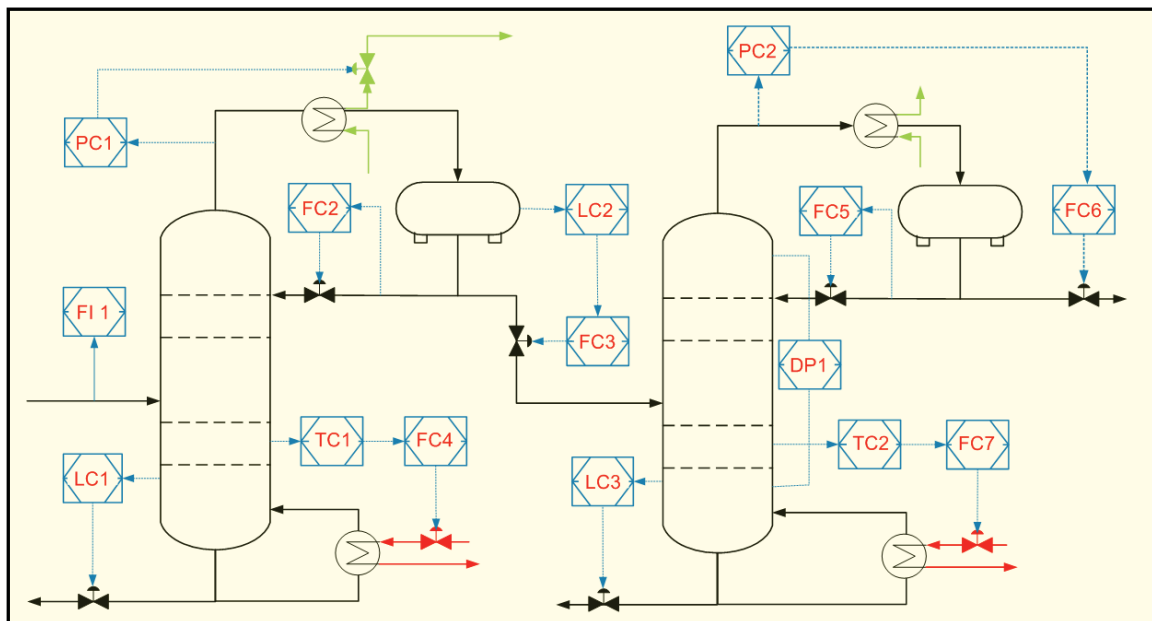 PC2
PC1
FC2
LC2
FC5
FC6
FI 1
FC3
DP1
TC1
FC4
TC2
FC7
LC1
LC3